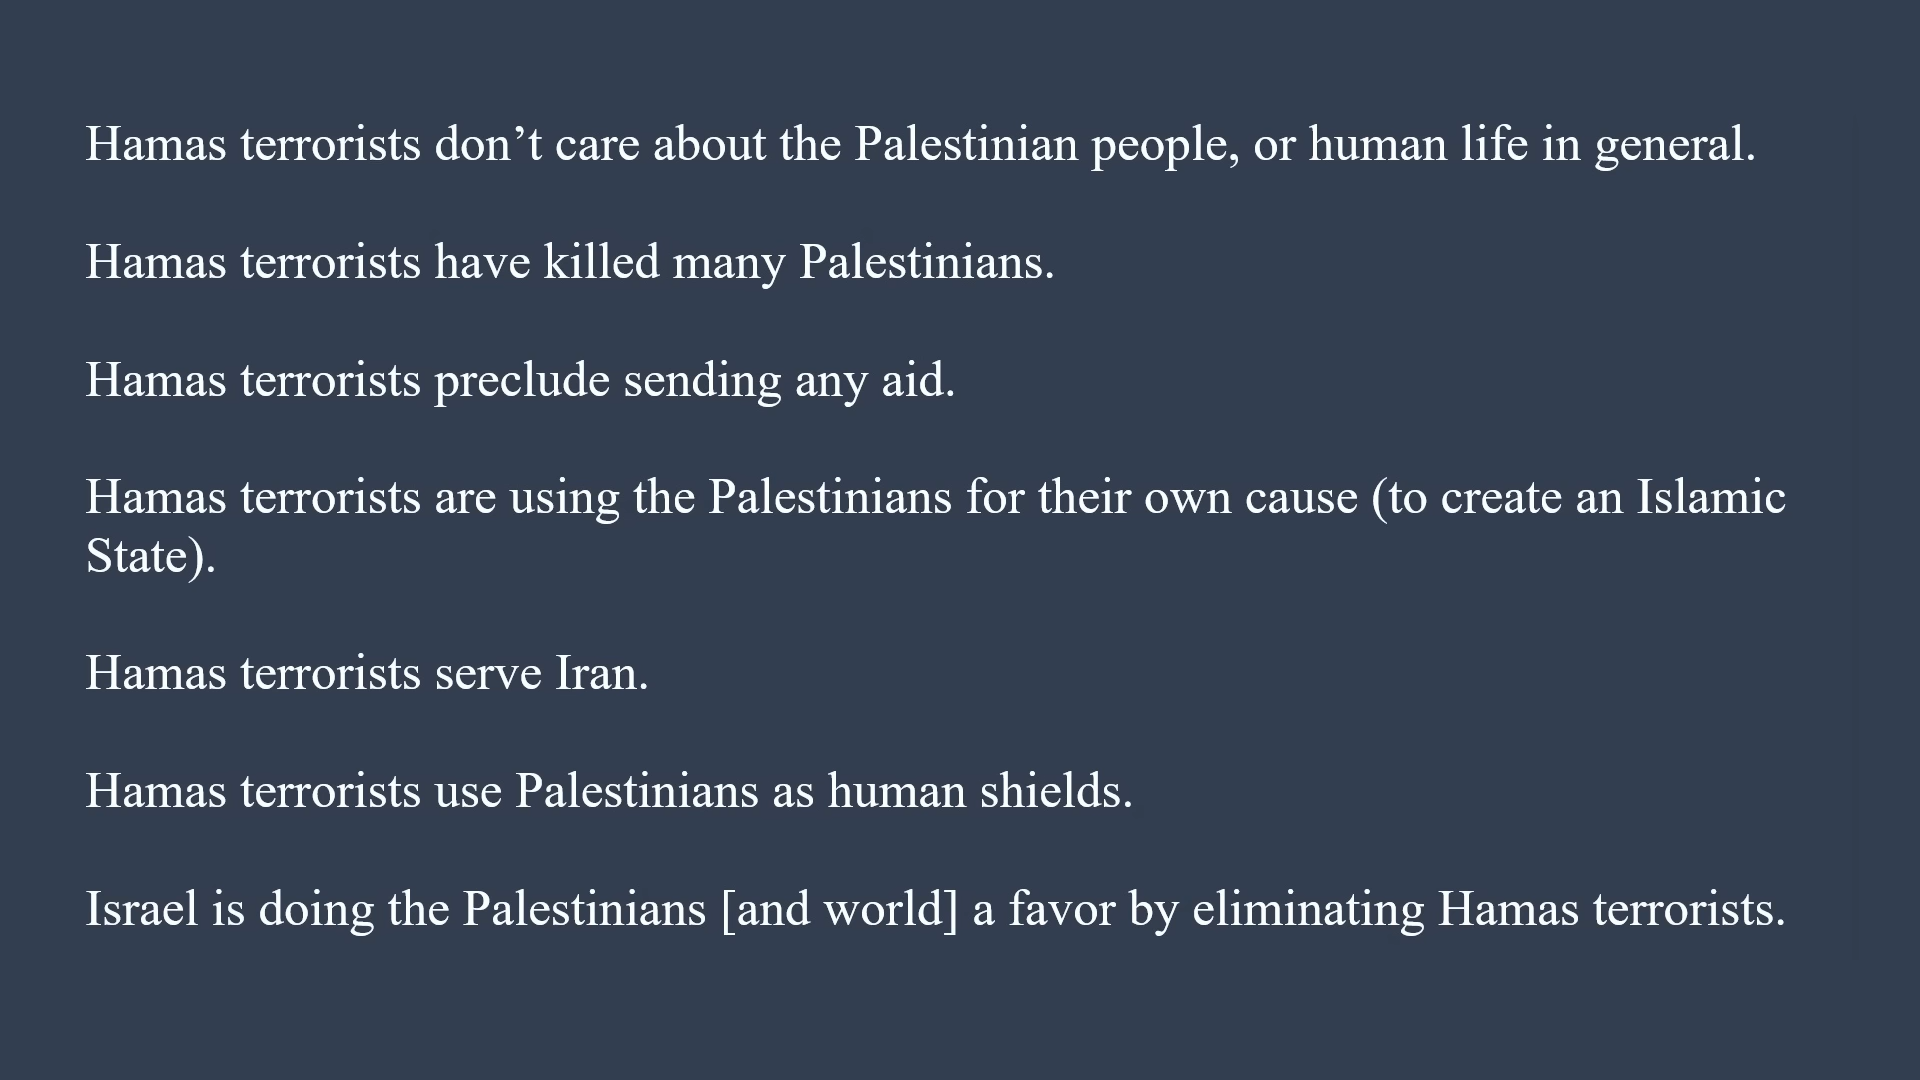 Hamas terrorists don’t care about the Palestinian people, or human life in general.
Hamas terrorists have killed many Palestinians.
Hamas terrorists preclude sending any aid.
Hamas terrorists are using the Palestinians for their own cause (to create an Islamic
State).
Hamas terrorists serve Iran.
Hamas terrorists use Palestinians as human shields.
Israel is doing the Palestinians [and world] a favor by eliminating Hamas terrorists.